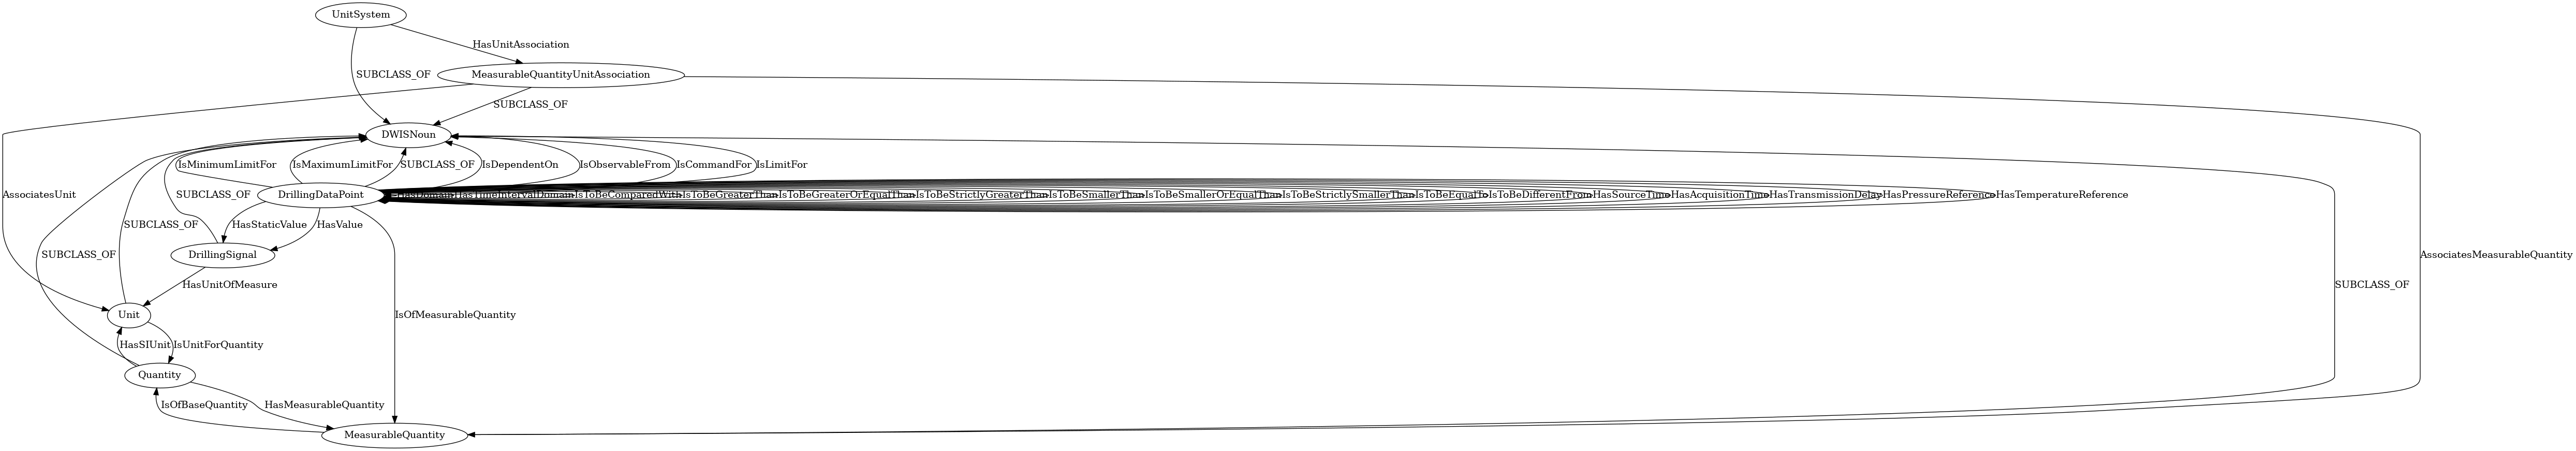 UnitSystem
HasUnitAssociation
SUBCLASS_OF
MeasurableQuantityUnitAssociation
SUBCLASS_OF
DWISNoun
IsMinimumLimitFor
IsMaximumLimitFor
SUBCLASS_OF
IsDependentOn
IsObservableFrom
IsCommandFor
IsLimitFor
AssociatesUnit
SUBCLASS_OF
DrillingDataPoint
HasTimeIntervalDomain
IsToBeComparedWith
IsToBeGreaterThan
IsToBeGreaterOrEqualThan
IsToBeStrictlyGreaterThan
IsToBeSmallerThan
IsToBeSmallerOrEqualThan
IsToBeStrictlySmallerThan
IsToBeEqualTo
IsToBeDifferentFrom
HasSourceTime
HasAcquisitionTime
HasTransmissionDelay
HasPressureReference
HasTemperatureReference
SUBCLASS_OF
HasStaticValue
HasValue
SUBCLASS_OF
DrillingSignal
AssociatesMeasurableQuantity
HasUnitOfMeasure
SUBCLASS_OF
Unit
IsOfMeasurableQuantity
HasSIUnit
IsUnitForQuantity
Quantity
IsOfBaseQuantity
HasMeasurableQuantity
MeasurableQuantity